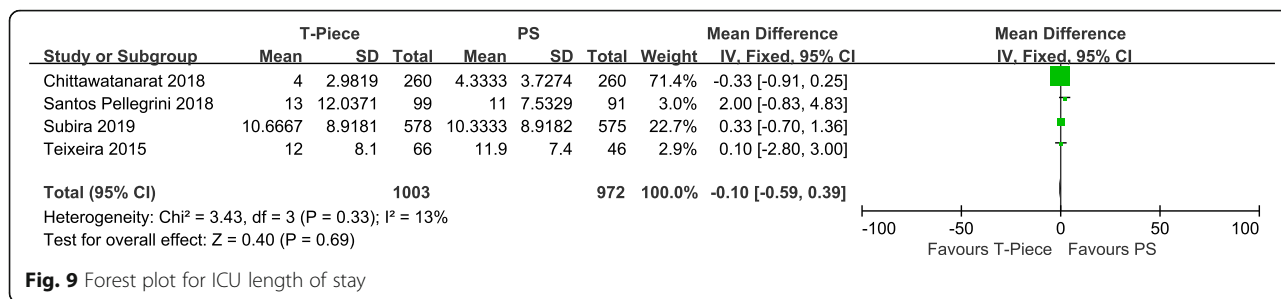 T-Piece PS Mean Difference Mean Difference
Study or Subgroup Mean SD Total Mean SD Total Weight IV, Fixed, 95% CI IV, Fixed, 95% CI
Chittawatanarat 2018 4 2.9819 260 4.3333 3.7274 260 71.4% -0.33 [-0.91, 0.25]
Santos Pellegrini 2018 13 12.0371 99 11 7.5329 91 3.0% 2.00 [-0.83, 4.83]
Subira 2019 10.6667 8.9181 578 10.3333 8.9182 575 22.7% 0.33 [-0.70, 1.36]
Teixeira 2015 12 8.1 66 11.9 7.4 46 2.9% 0.10 [-2.80, 3.00]
Total (95% CI) 1003 972 100.0% -0.10 [-0.59, 0.39]
Heterogeneity: Chi² = 3.43, df = 3 (P = 0.33); I² = 13%
Test for overall effect: Z = 0.40 (P = 0.69)
-100 -50 0 50 100
Favours T-Piece Favours PS
Fig. 9 Forest plot for ICU length of stay